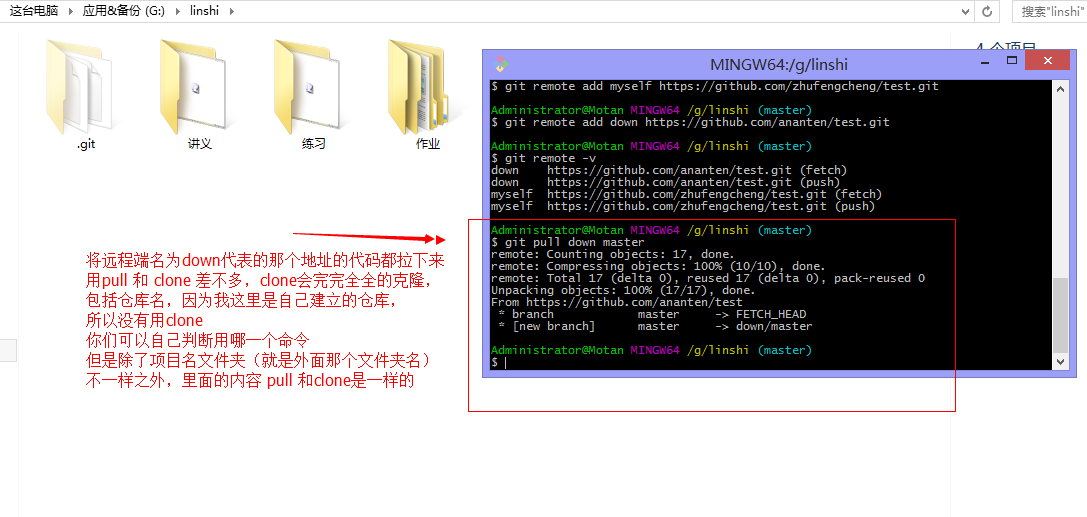 这台电脑 ▸ 应用&备份 (G:) ▸ linshi ▸
搜索"linshi"
4 个项目
.git
讲义
练习
作业
MINGW64:/g/linshi
$ git remote add myself https://github.com/zhufengcheng/test.git
Administrator@Motan MINGW64 /g/linshi (master)
$ git remote add down https://github.com/ananten/test.git
Administrator@Motan MINGW64 /g/linshi (master)
$ git remote -v
down    https://github.com/ananten/test.git (fetch)
down    https://github.com/ananten/test.git (push)
myself  https://github.com/zhufengcheng/test.git (fetch)
myself  https://github.com/zhufengcheng/test.git (push)
Administrator@Motan MINGW64 /g/linshi (master)
$ git pull down master
remote: Counting objects: 17, done.
remote: Compressing objects: 100% (10/10), done.
remote: Total 17 (delta 0), reused 17 (delta 0), pack-reused 0
Unpacking objects: 100% (17/17), done.
From https://github.com/ananten/test
 * branch            master     -> FETCH_HEAD
 * [new branch]      master     -> down/master
Administrator@Motan MINGW64 /g/linshi (master)
$
将远程端名为down代表的那个地址的代码都拉下来
用pull 和 clone 差不多，clone会完完全全的克隆，
包括仓库名，因为我这里是自己建立的仓库，
所以没有用clone
你们可以自己判断用哪一个命令
但是除了项目名文件夹（就是外面那个文件夹名）
不一样之外，里面的内容 pull 和clone是一样的